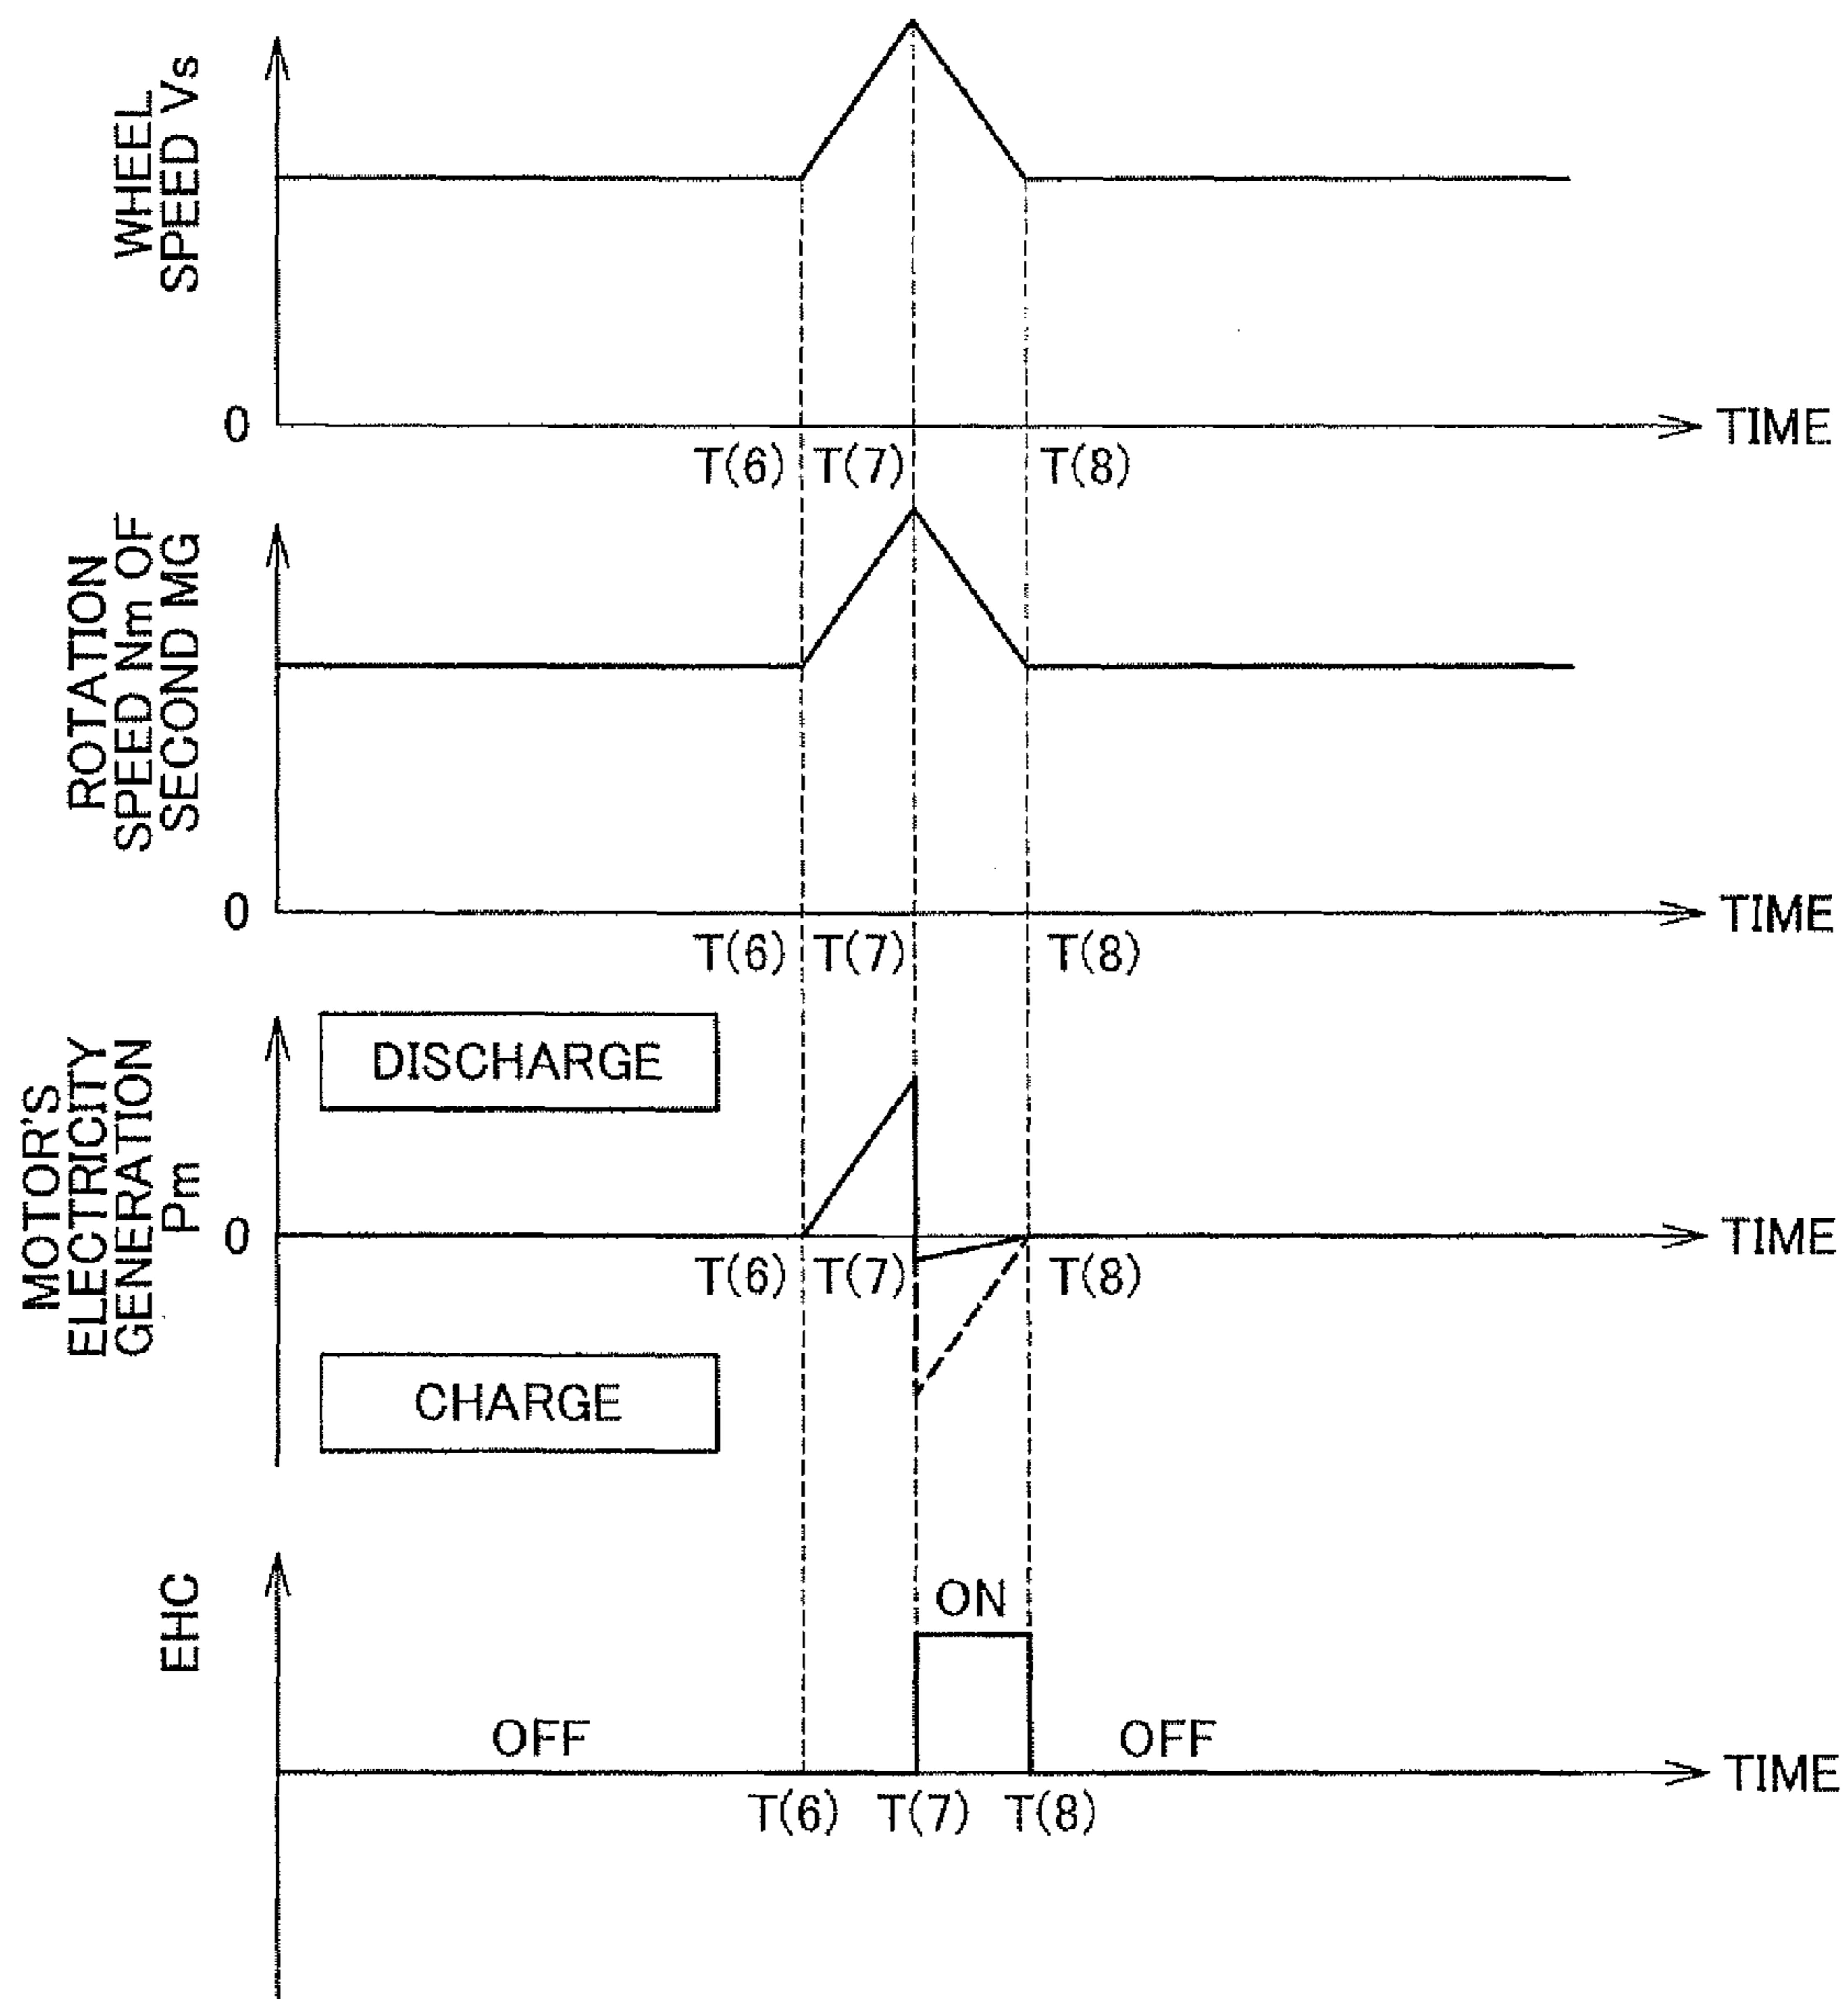 WHEEL
SPEED Vs
0
TIME
T(6)
T(7)
T(8)
ROTATION
SPEED Nm OF
SECOND MG
0
TIME
T(6)
T(7)
T(8)
MOTOR'S
ELECTRICITY
GENERATION
Pm
DISCHARGE
0
TIME
T(6)
T(7)
T(8)
CHARGE
EHC
ON
OFF
OFF
TIME
T(6)
T(7)
T(8)